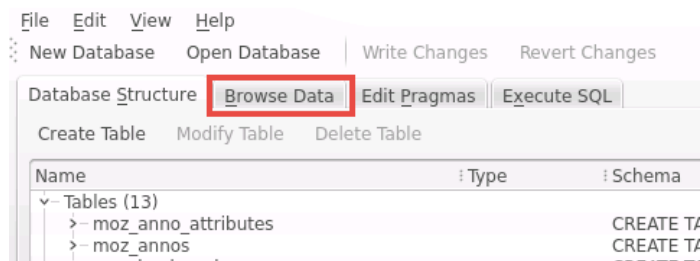 File Edit View Help
New Database Open Database Write Changes Revert Changes
Database Structure Browse Data Edit Pragmas Execute SQL
Create Table Modify Table Delete Table
Name Type Schema
Tables (13)
moz_anno_attributes CREATE TA
moz_annos CREATE TA